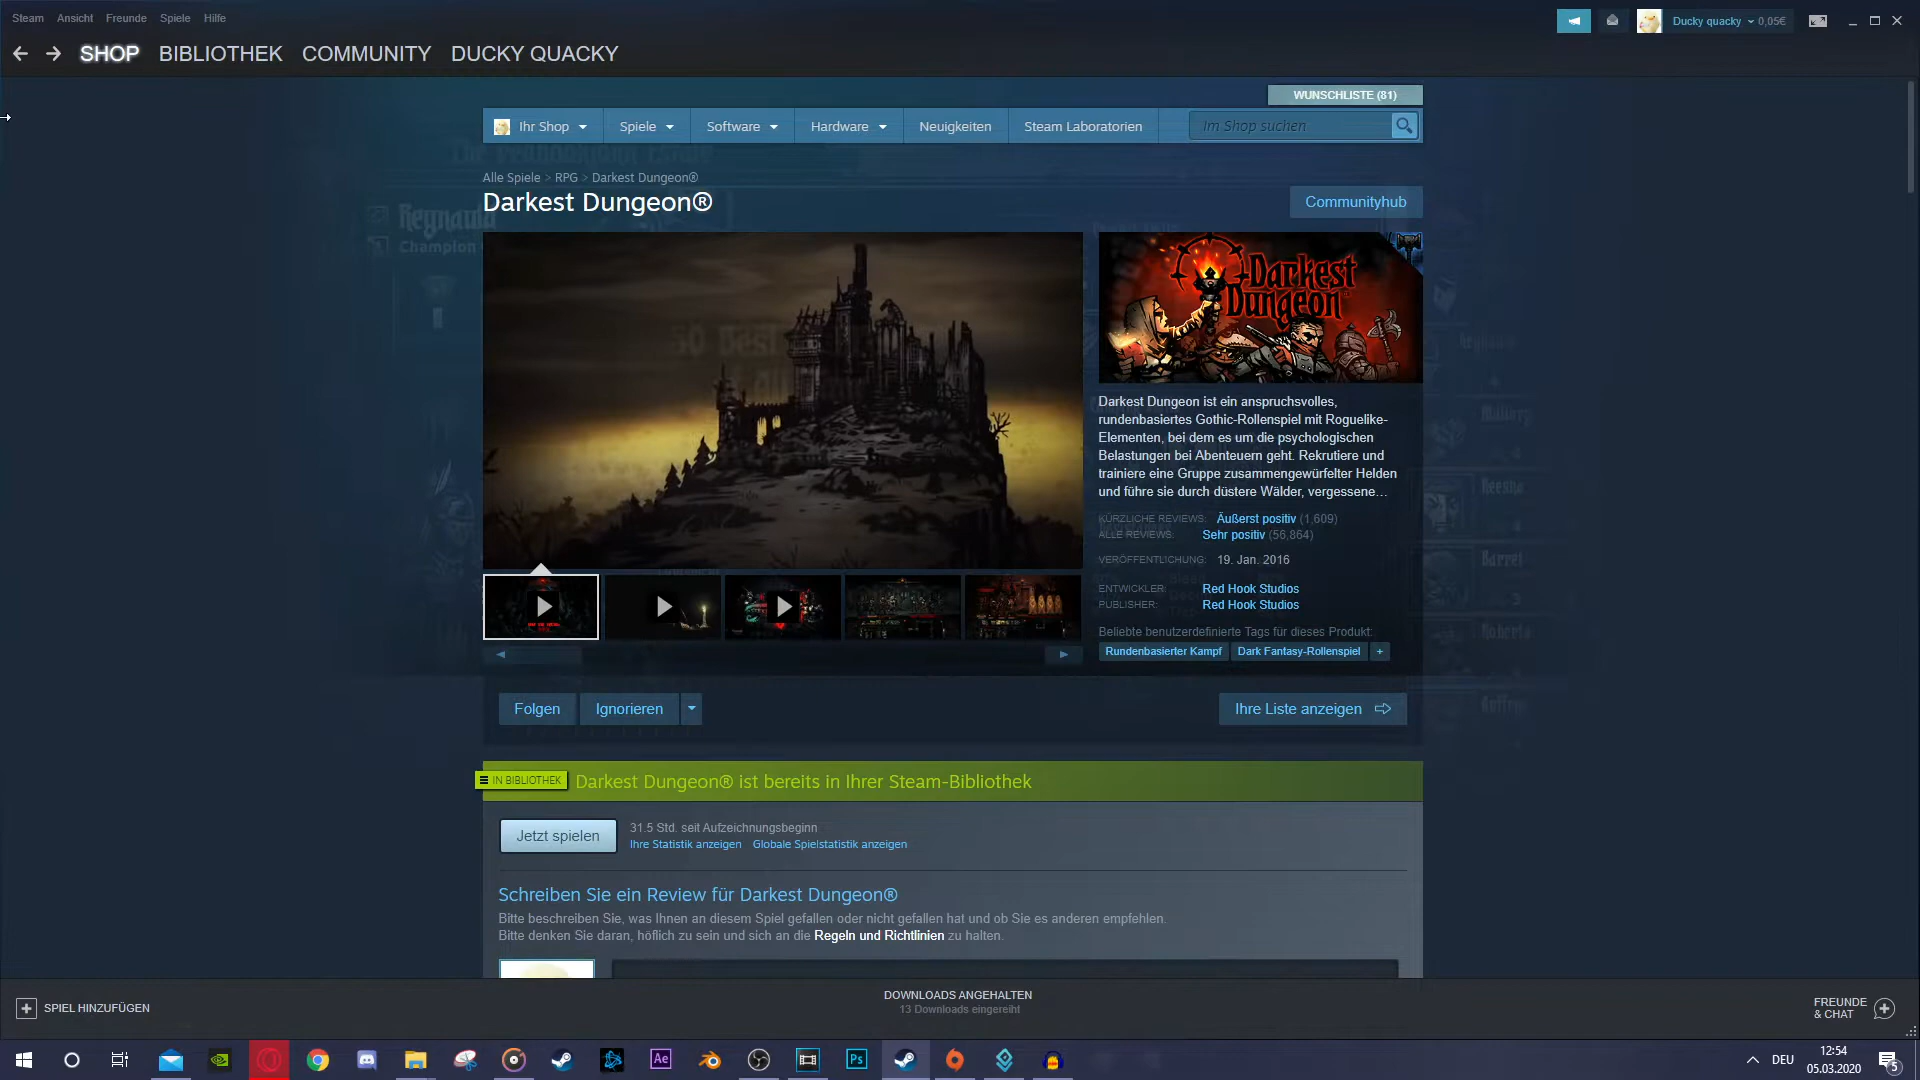 Steam Ansicht Freunde Spiele Hilfe
Ducky quacky 0,05€
SHOP BIBLIOTHEK COMMUNITY DUCKY QUACKY
WUNSCHLISTE (81)
Ihr Shop Spiele Software Hardware Neuigkeiten Steam Laboratorien Im Shop suchen
Alle Spiele > RPG > Darkest Dungeon®
Darkest Dungeon®
Communityhub
Reynauld
Champion
50 Best
Darkest
Dungeon
Darkest Dungeon ist ein anspruchsvolles,
rundenbasiertes Gothic-Rollenspiel mit Roguelike-
Elementen, bei dem es um die psychologischen
Belastungen bei Abenteuern geht. Rekrutiere und
trainiere eine Gruppe zusammengewürfelter Helden
und führe sie durch düstere Wälder, vergessene…
KÜRZLICHE REVIEWS: Äußerst positiv (1,609)
ALLE REVIEWS: Sehr positiv (56,864)
VERÖFFENTLICHUNG: 19. Jan. 2016
ENTWICKLER: Red Hook Studios
PUBLISHER: Red Hook Studios
Beliebte benutzerdefinierte Tags für dieses Produkt:
Rundenbasierter Kampf Dark Fantasy-Rollenspiel +
Folgen Ignorieren Ihre Liste anzeigen
IN BIBLIOTHEK Darkest Dungeon® ist bereits in Ihrer Steam-Bibliothek
Jetzt spielen
31.5 Std. seit Aufzeichnungsbeginn
Ihre Statistik anzeigen Globale Spielstatistik anzeigen
Schreiben Sie ein Review für Darkest Dungeon®
Bitte beschreiben Sie, was Ihnen an diesem Spiel gefallen oder nicht gefallen hat und ob Sie es anderen empfehlen.
Bitte denken Sie daran, höflich zu sein und sich an die Regeln und Richtlinien zu halten.
SPIEL HINZUFÜGEN
DOWNLOADS ANGEHALTEN
13 Downloads eingereiht
FREUNDE
& CHAT
Ae Ps
DEU
12:54
05.03.2020
5